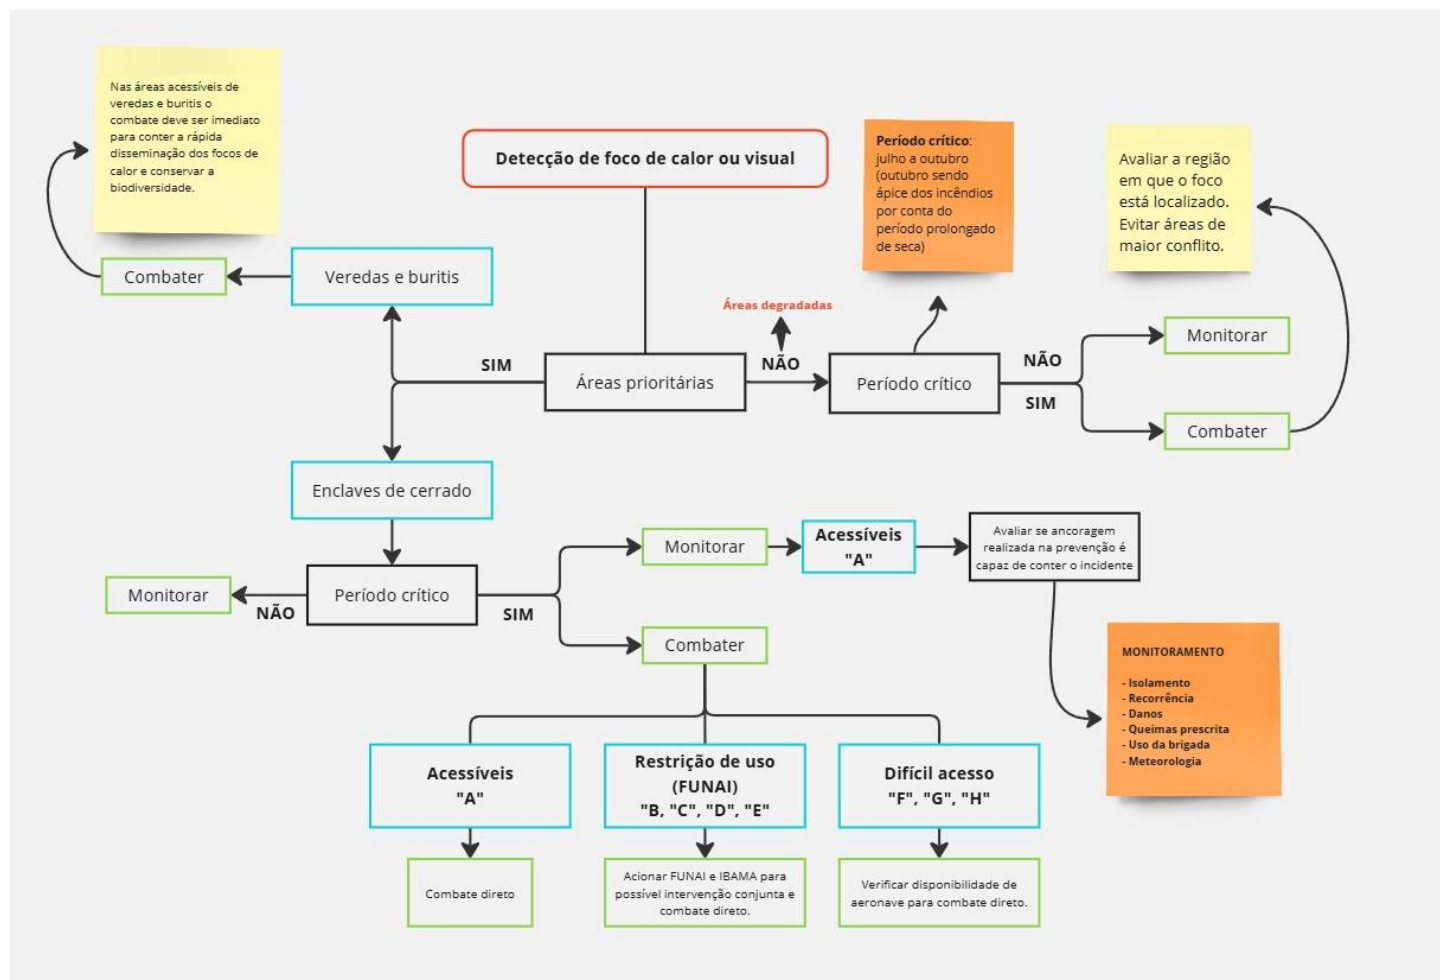 Nas áreas acessíveis de
veredas e buritis o
combate deve ser imediato
para conter a rápida
disseminação dos focos de
calor e conservar a
biodiversidade.
Detecção de foco de calor ou visual
Período crítico:
julho a outubro
(outubro sendo
ápice dos incêndios
por conta do
período prolongado
de seca)
Avaliar a região
em que o foco
está localizado.
Evitar áreas de
maior conflito.
Combater
Veredas e buritis
Áreas degradadas
SIM
Áreas prioritárias
NÃO
Período crítico
NÃO
SIM
Monitorar
Combater
Enclaves de cerrado
Monitorar
NÃO
Período crítico
SIM
Monitorar
Acessíveis
"A"
Avaliar se ancoragem
realizada na prevenção é
capaz de conter o incidente
Combater
MONITORAMENTO
- Isolamento
- Recorrência
- Danos
- Queimas prescrita
- Uso da brigada
- Meteorologia
Acessíveis
"A"
Restrição de uso
(FUNAI)
"B, "C", "D", "E"
Difícil acesso
"F", "G", "H"
Combate direto
Acionar FUNAI e IBAMA para
possível intervenção conjunta e
combate direto.
Verificar disponibilidade de
aeronave para combate direto.